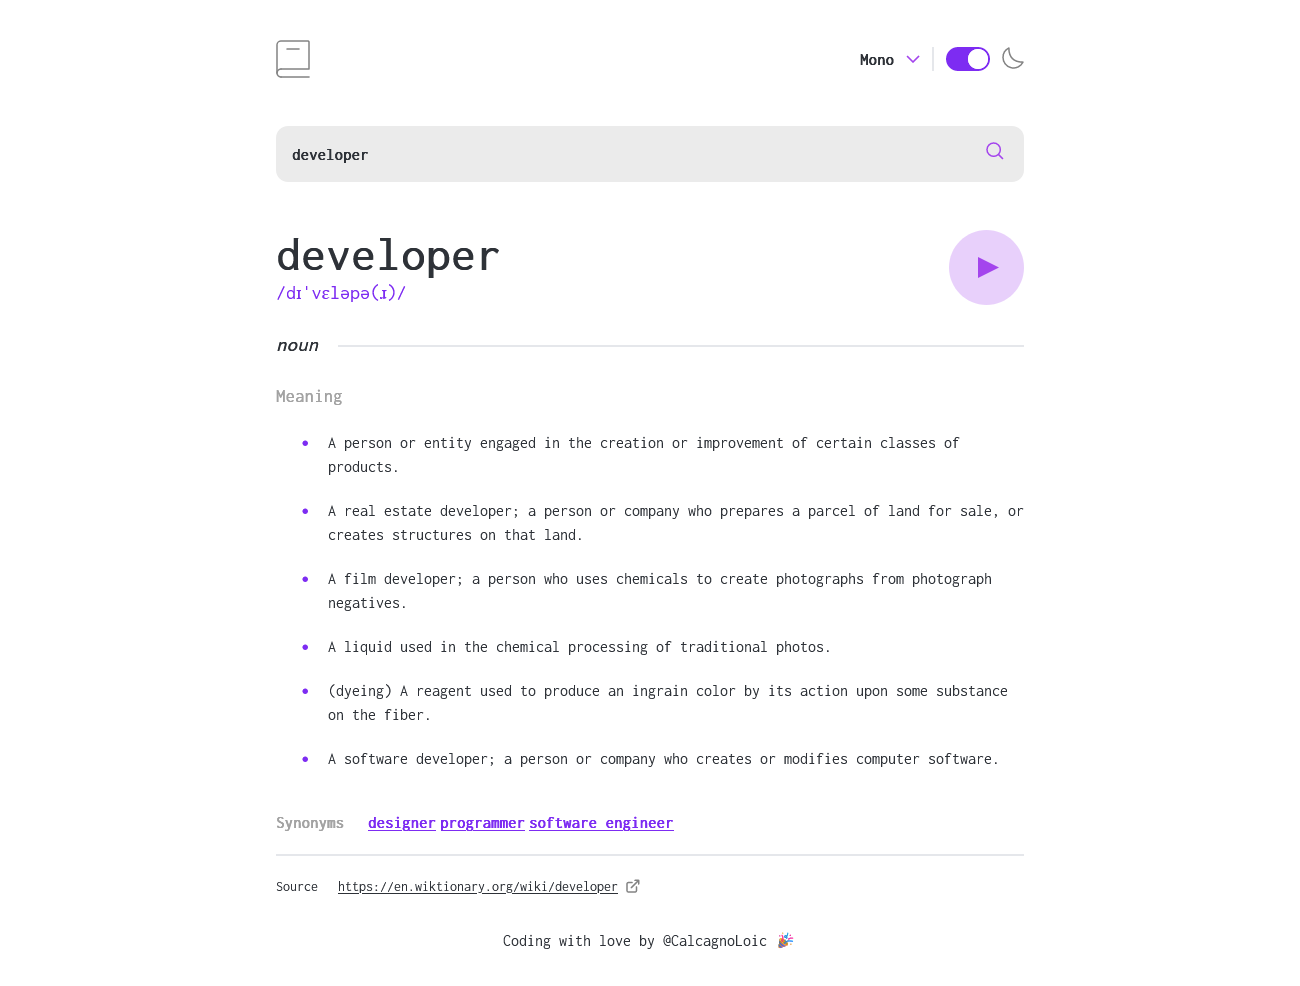 Mono
developer
developer
/dɪˈvɛləpə(ɹ)/
noun
Meaning
A person or entity engaged in the creation or improvement of certain classes of
products.
A real estate developer; a person or company who prepares a parcel of land for sale, or
creates structures on that land.
A film developer; a person who uses chemicals to create photographs from photograph
negatives.
A liquid used in the chemical processing of traditional photos.
(dyeing) A reagent used to produce an ingrain color by its action upon some substance
on the fiber.
A software developer; a person or company who creates or modifies computer software.
Synonyms designer programmer software engineer
Source https://en.wiktionary.org/wiki/developer
Coding with love by @CalcagnoLoic 🎉